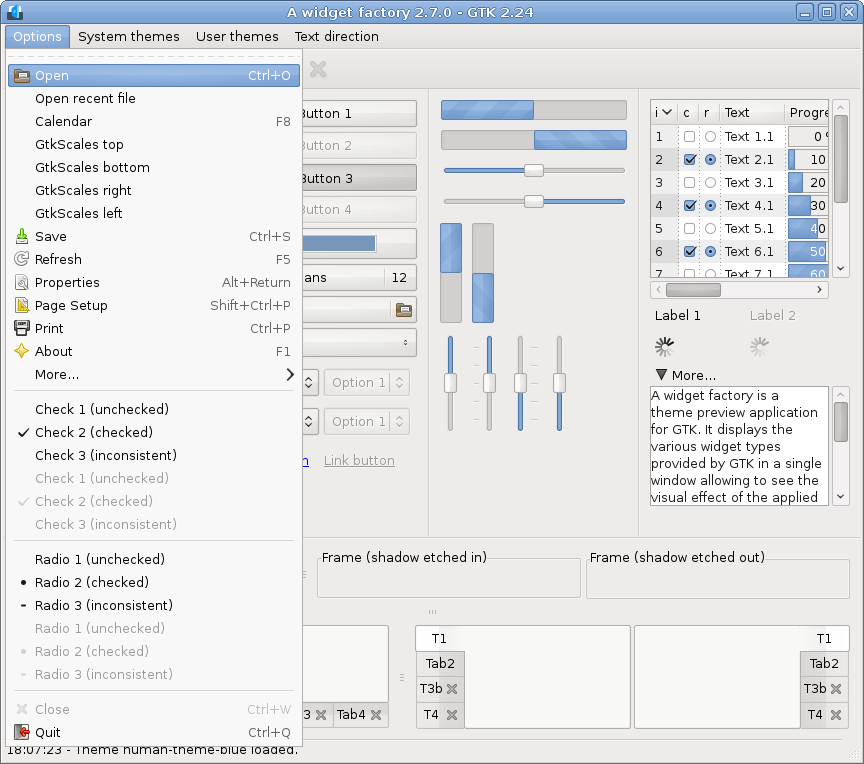 A widget factory 2.7.0 - GTK 2.24
Options System themes User themes Text direction
Open Ctrl+O
Open recent file
Calendar F8
GtkScales top
GtkScales bottom
GtkScales right
GtkScales left
Save Ctrl+S
Refresh F5
Properties Alt+Return
Page Setup Shift+Ctrl+P
Print Ctrl+P
About F1
More...
Check 1 (unchecked)
Check 2 (checked)
Check 3 (inconsistent)
Check 1 (unchecked)
Check 2 (checked)
Check 3 (inconsistent)
Radio 1 (unchecked)
Radio 2 (checked)
Radio 3 (inconsistent)
Radio 1 (unchecked)
Radio 2 (checked)
Radio 3 (inconsistent)
Close Ctrl+W
Quit Ctrl+Q
Button 1
Button 2
Button 3
Button 4
ans 12
Option 1
Option 1
n Link button
i c r Text Progre
1 Text 1.1 0 %
2 Text 2.1 10
3 Text 3.1 20
4 Text 4.1 30
5 Text 5.1 40
6 Text 6.1 50
7 Text 7.1 60
Label 1 Label 2
More...
A widget factory is a
theme preview application
for GTK. It displays the
various widget types
provided by GTK in a single
window allowing to see the
visual effect of the applied
Frame (shadow etched in) Frame (shadow etched out)
3 Tab4
T1
Tab2
T3b
T4
T1
Tab2
T3b
T4
18:07:23 - Theme human-theme-blue loaded.